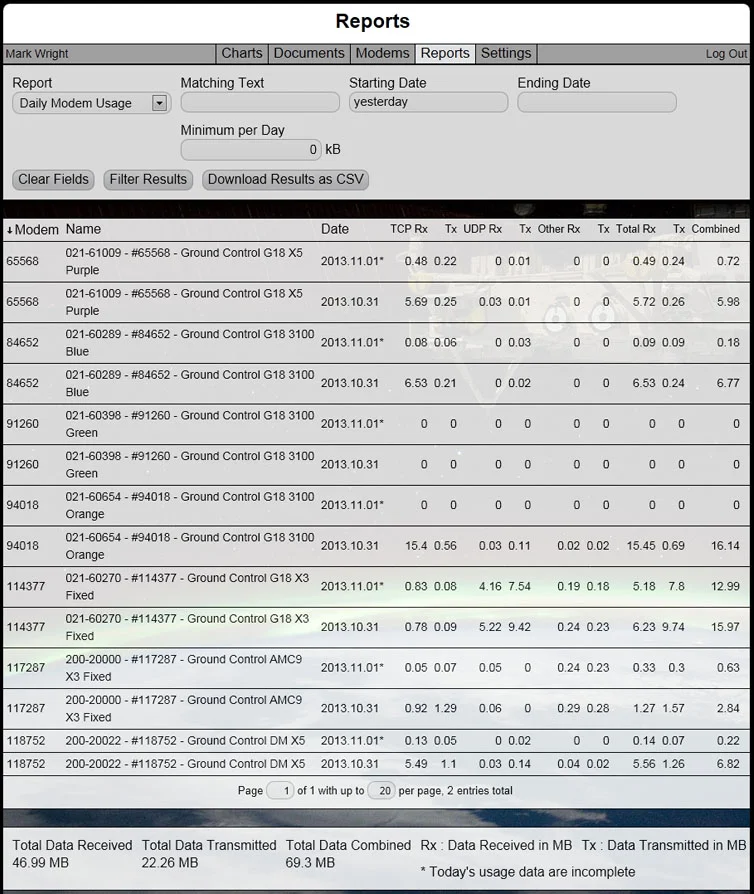 Reports
Mark Wright Charts Documents Modems Reports Settings Log Out
Report Matching Text Starting Date Ending Date
Daily Modem Usage yesterday
Minimum per Day
0 kB
Clear Fields Filter Results Download Results as CSV
↓Modem Name Date TCP Rx Tx UDP Rx Tx Other Rx Tx Total Rx Tx Combined
65568 021-61009 - #65568 - Ground Control G18 X5 Purple 2013.11.01* 0.48 0.22 0 0.01 0 0 0.49 0.24 0.72
65568 021-61009 - #65568 - Ground Control G18 X5 Purple 2013.10.31 5.69 0.25 0.03 0.01 0 0 5.72 0.26 5.98
84652 021-60289 - #84652 - Ground Control G18 3100 Blue 2013.11.01* 0.08 0.06 0 0.03 0 0 0.09 0.09 0.18
84652 021-60289 - #84652 - Ground Control G18 3100 Blue 2013.10.31 6.53 0.21 0 0.02 0 0 6.53 0.24 6.77
91260 021-60398 - #91260 - Ground Control G18 3100 Green 2013.11.01* 0 0 0 0 0 0 0 0 0
91260 021-60398 - #91260 - Ground Control G18 3100 Green 2013.10.31 0 0 0 0 0 0 0 0 0
94018 021-60654 - #94018 - Ground Control G18 3100 Orange 2013.11.01* 0 0 0 0 0 0 0 0 0
94018 021-60654 - #94018 - Ground Control G18 3100 Orange 2013.10.31 15.4 0.56 0.03 0.11 0.02 0.02 15.45 0.69 16.14
114377 021-60270 - #114377 - Ground Control G18 X3 Fixed 2013.11.01* 0.83 0.08 4.16 7.54 0.19 0.18 5.18 7.8 12.99
114377 021-60270 - #114377 - Ground Control G18 X3 Fixed 2013.10.31 0.78 0.09 5.22 9.42 0.24 0.23 6.23 9.74 15.97
117287 200-20000 - #117287 - Ground Control AMC9 X3 Fixed 2013.11.01* 0.05 0.07 0.05 0 0.24 0.23 0.33 0.3 0.63
117287 200-20000 - #117287 - Ground Control AMC9 X3 Fixed 2013.10.31 0.92 1.29 0.06 0 0.29 0.28 1.27 1.57 2.84
118752 200-20022 - #118752 - Ground Control DM X5 2013.11.01* 0.13 0.05 0 0.02 0 0 0.14 0.07 0.22
118752 200-20022 - #118752 - Ground Control DM X5 2013.10.31 5.49 1.1 0.03 0.14 0.04 0.02 5.56 1.26 6.82
Page 1 of 1 with up to 20 per page, 2 entries total
Total Data Received Total Data Transmitted Total Data Combined Rx : Data Received in MB Tx : Data Transmitted in MB
46.99 MB 22.26 MB 69.3 MB
* Today's usage data are incomplete